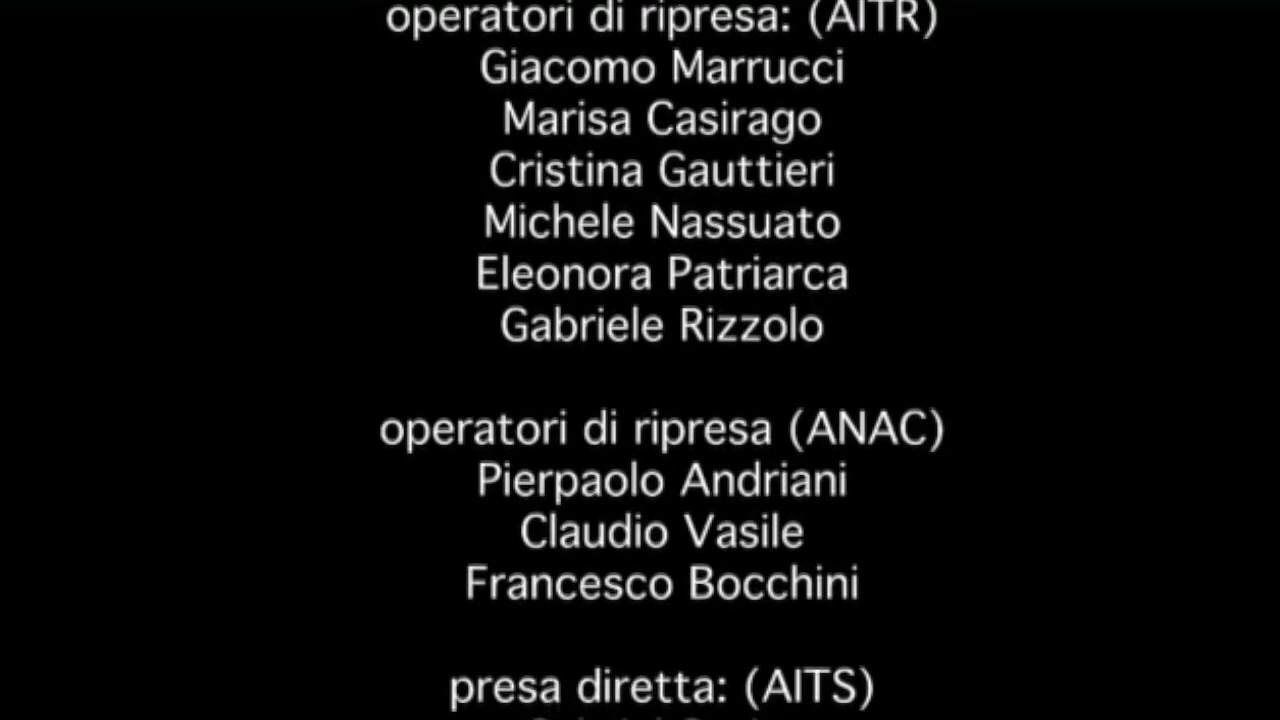 operatori di ripresa: (AITR)
Giacomo Marrucci
Marisa Casirago
Cristina Gauttieri
Michele Nassuato
Eleonora Patriarca
Gabriele Rizzolo
operatori di ripresa (ANAC)
Pierpaolo Andriani
Claudio Vasile
Francesco Bocchini
presa diretta: (AITS)